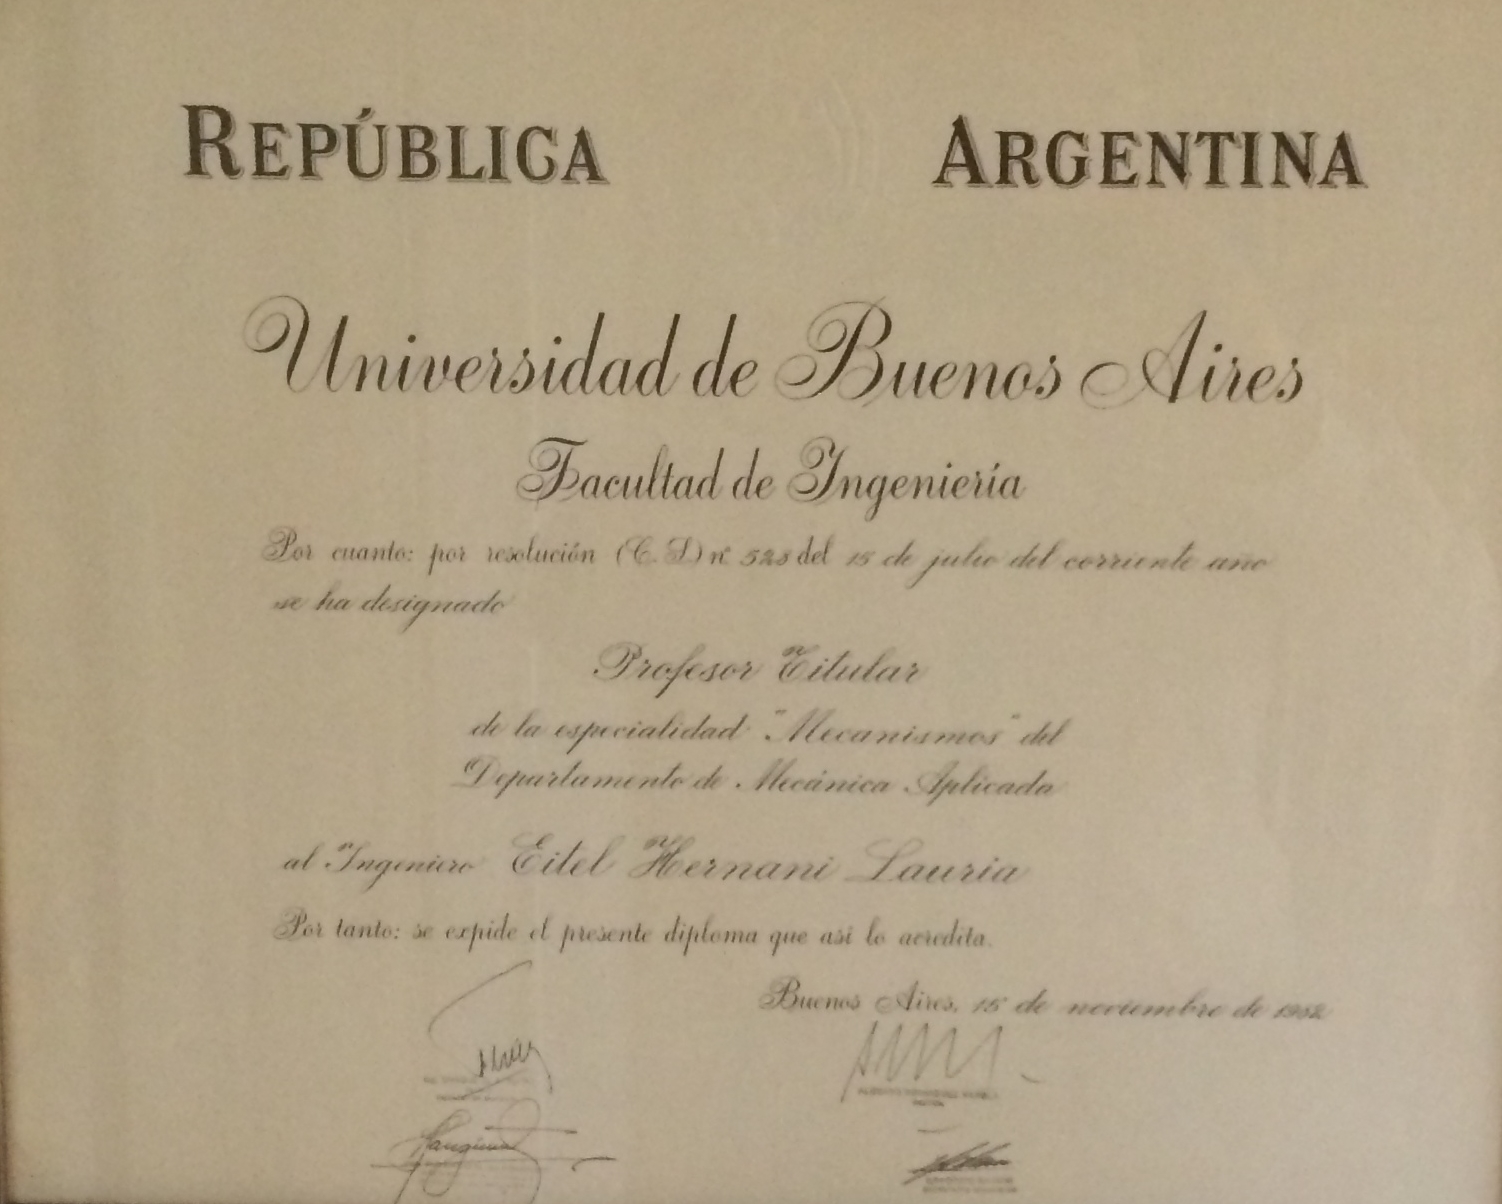 REPÚBLICA ARGENTINA
Universidad de Buenos Aires
Facultad de Ingeniería
Por cuanto: por resolución (C. D.) nº 528 del 15 de julio del corriente año
se ha designado
Profesor Titular
de la especialidad "Mecanismos" del
Departamento de Mecánica Aplicada
al Ingeniero Eitel Hernani Lauria
Por tanto: se expide el presente diploma que así lo acredita.
Buenos Aires, 15 de noviembre de